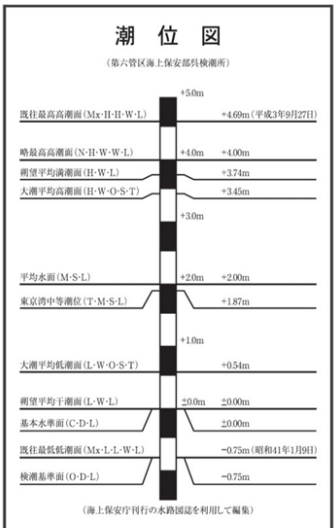 潮位図
(第六管区海上保安部呉検潮所)
+5.0m
既往最高高潮面(Mx・H・H・W・L) +4.69m(平成3年9月27日)
略最高高潮面(N・H・W・W・L) +4.0m +4.00m
朔望平均満潮面(H・W・L) +3.74m
大潮平均高潮面(H・W・O・S・T) +3.45m
+3.0m
平均水面(M・S・L) +2.0m +2.00m
東京湾中等潮位(T・M・S・L) +1.87m
+1.0m
大潮平均低潮面(L・W・O・S・T) +0.54m
朔望平均干潮面(L・W・L) ±0.0m ±0.00m
基本水準面(C・D・L) ±0.00m
既往最低低潮面(Mx・L・L・W・L) −0.75m(昭和41年1月9日)
検潮基準面(O・D・L) −0.75m
(海上保安庁刊行の水路図誌を利用して編集)